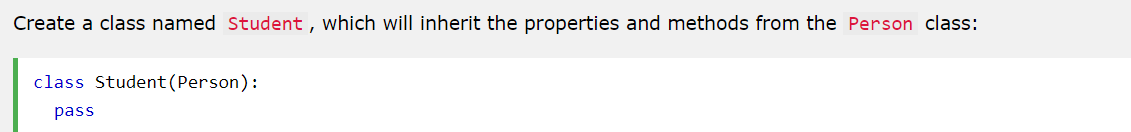 Create a class named Student, which will inherit the properties and methods from the Person class:
class Student(Person):
  pass